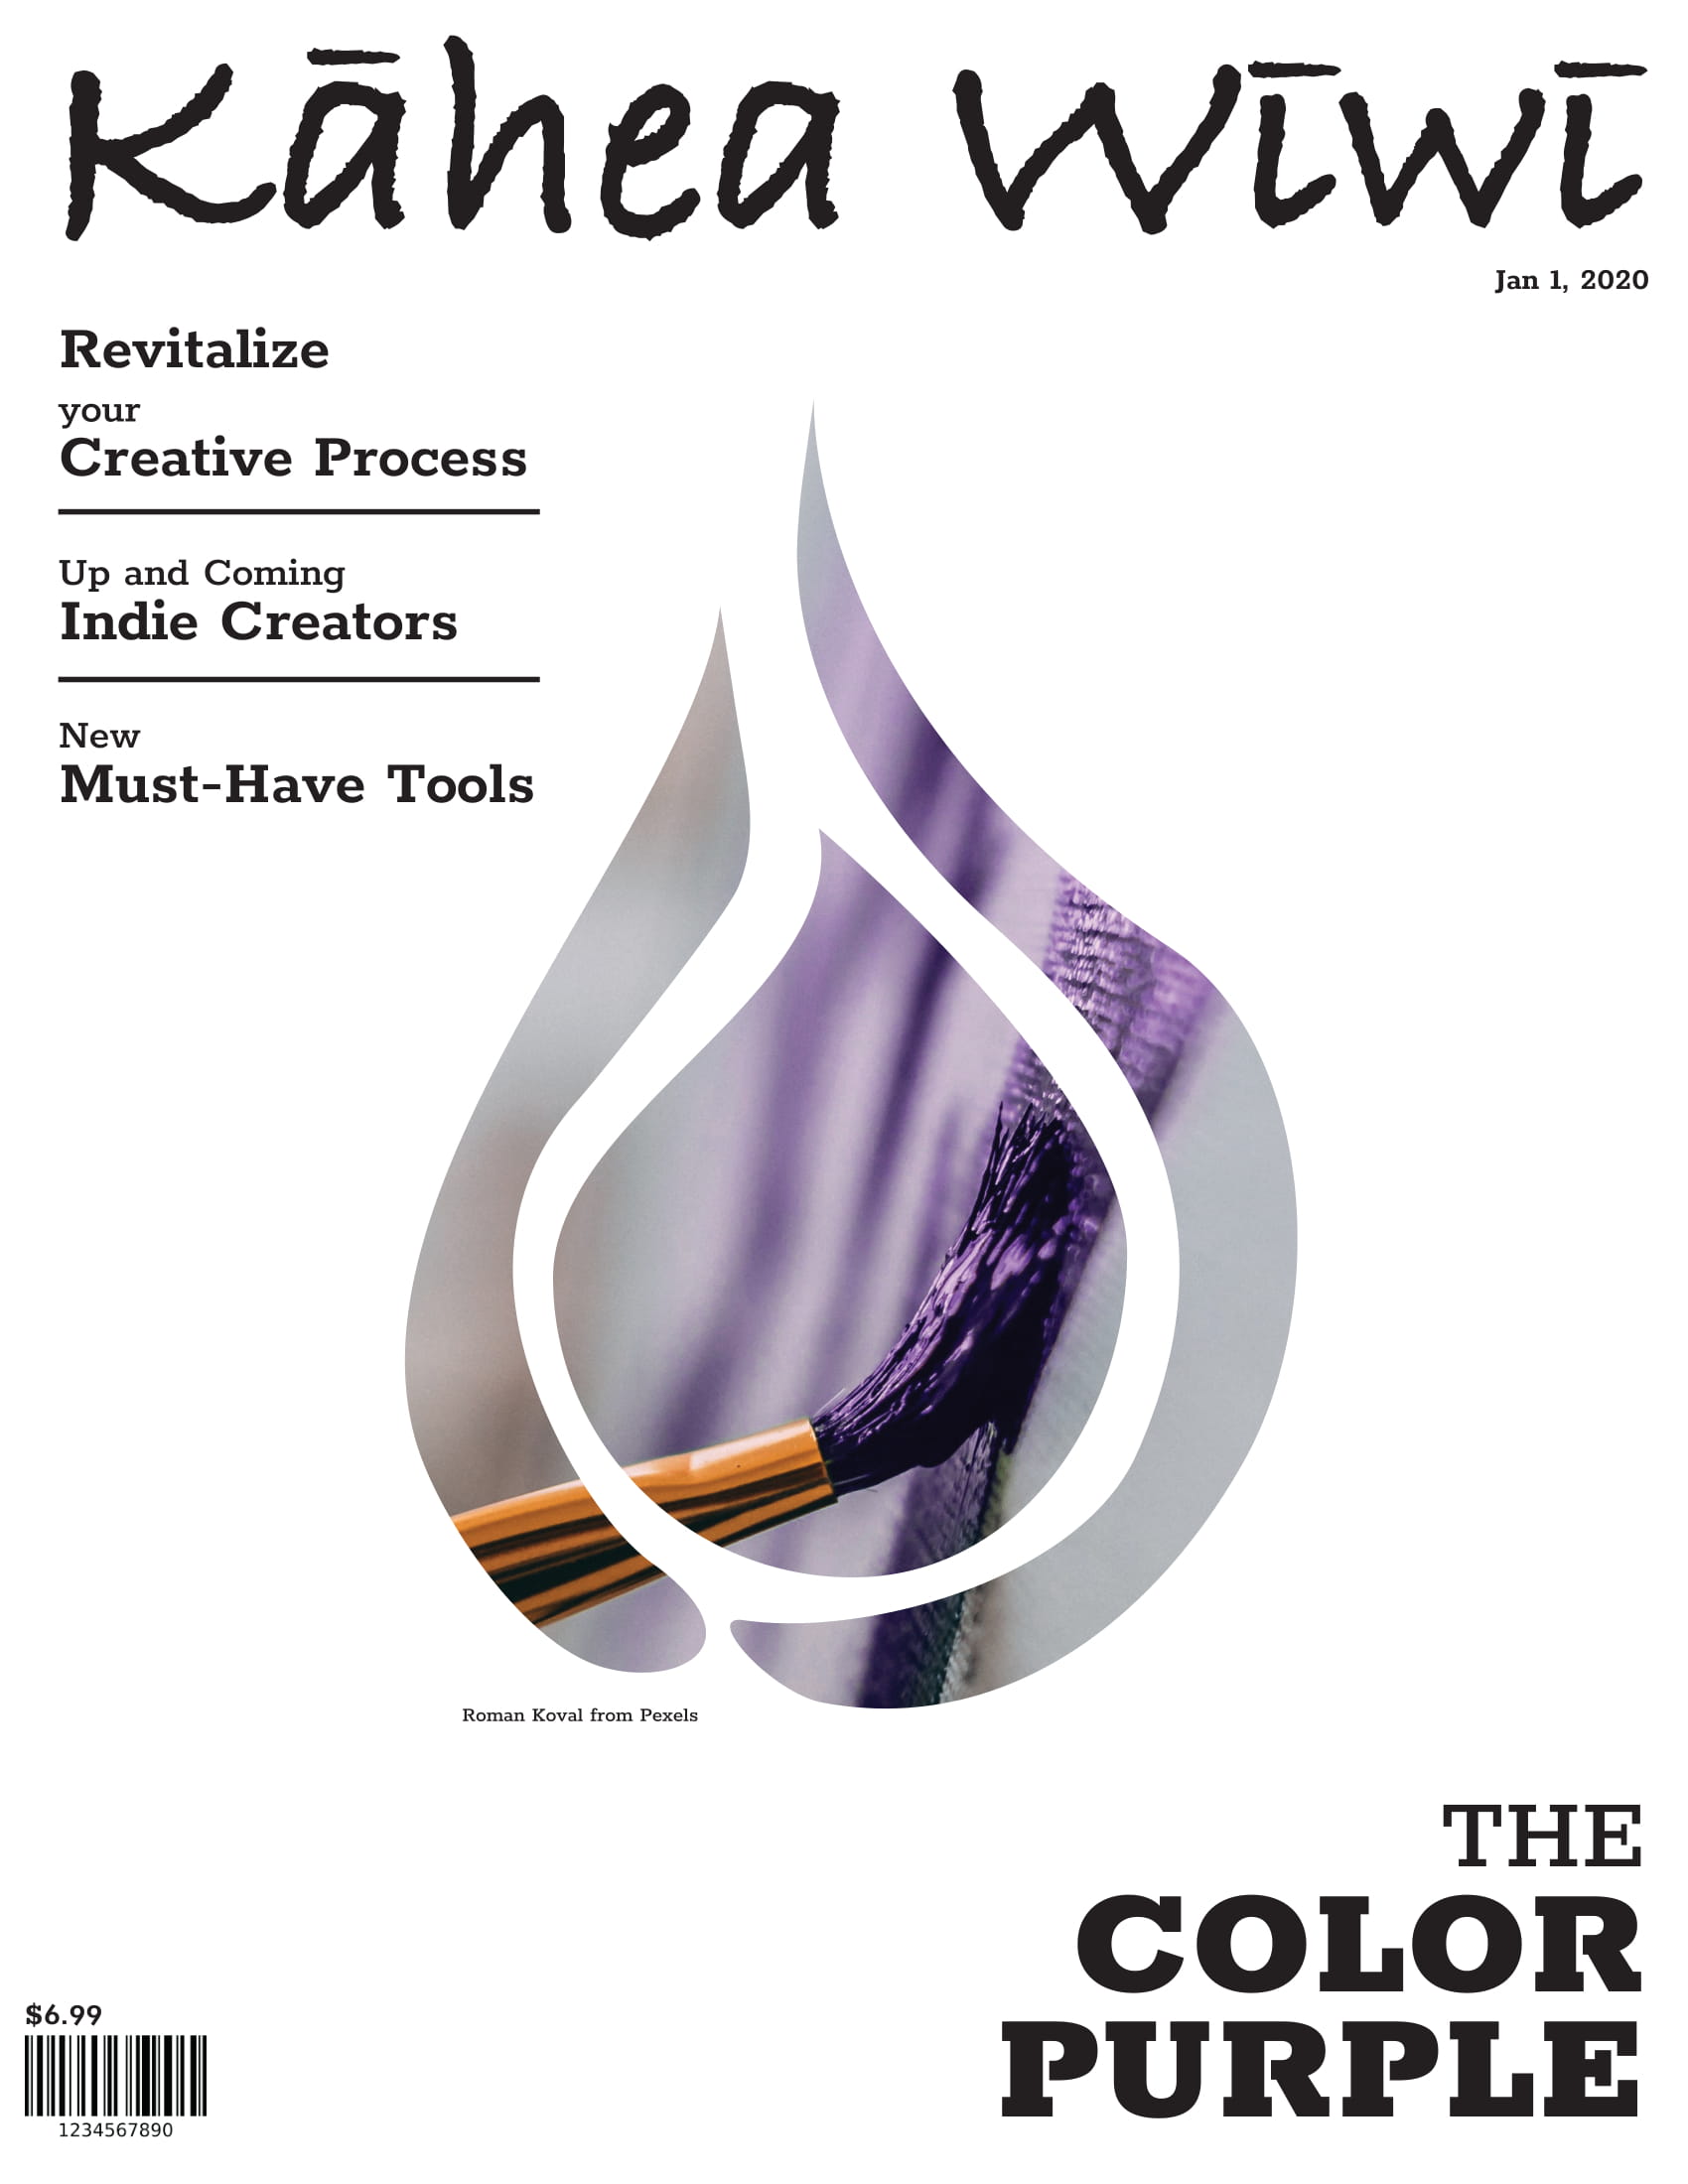 Kāhea Wīwī
Jan 1, 2020
Revitalize
your
Creative Process
Up and Coming
Indie Creators
New
Must-Have Tools
Roman Koval from Pexels
THE
COLOR
PURPLE
$6.99
1234567890